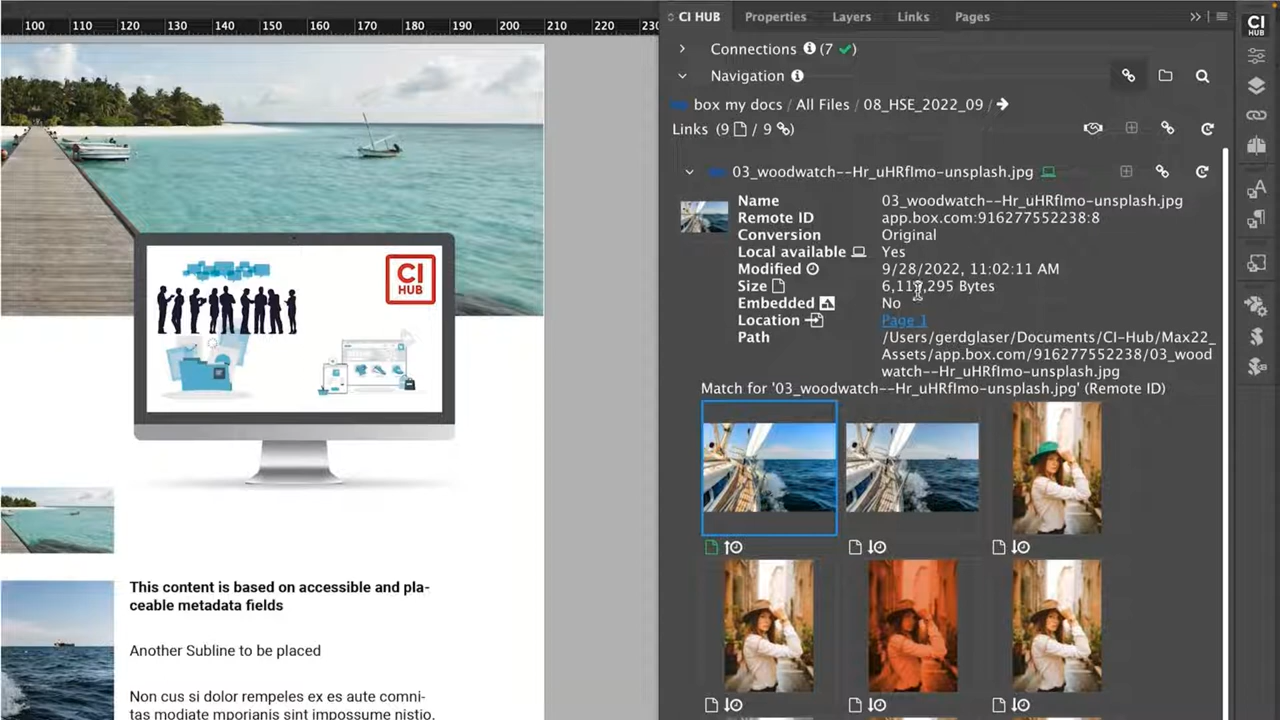 100 110 120 130 140 150 160 170 180 190 200 210 220 230
CI HUB
Properties
Layers
Links
Pages
CI
HUB
Connections (7)
Navigation
box my docs / All Files / 08_HSE_2022_09 /
Links (9 / 9)
03_woodwatch--Hr_uHRfImo-unsplash.jpg
Name 03_woodwatch--Hr_uHRfImo-unsplash.jpg
Remote ID app.box.com:916277552238:8
Conversion Original
Local available Yes
Modified 9/28/2022, 11:02:11 AM
Size Bytes
Embedded No
Location Page 1
Path /Users/gerdglaser/Documents/CI-Hub/Max22_
Assets/app.box.com/916277552238/03_wood
watch--Hr_uHRfImo-unsplash.jpg
Match for '03_woodwatch--Hr_uHRfImo-unsplash.jpg' (Remote ID)
CI
HUB
This content is based on accessible and pla-
ceable metadata fields
Another Subline to be placed
Non cus si dolor rempeles ex es aute comni-
tas modiate mporianis sint impossume nistio,